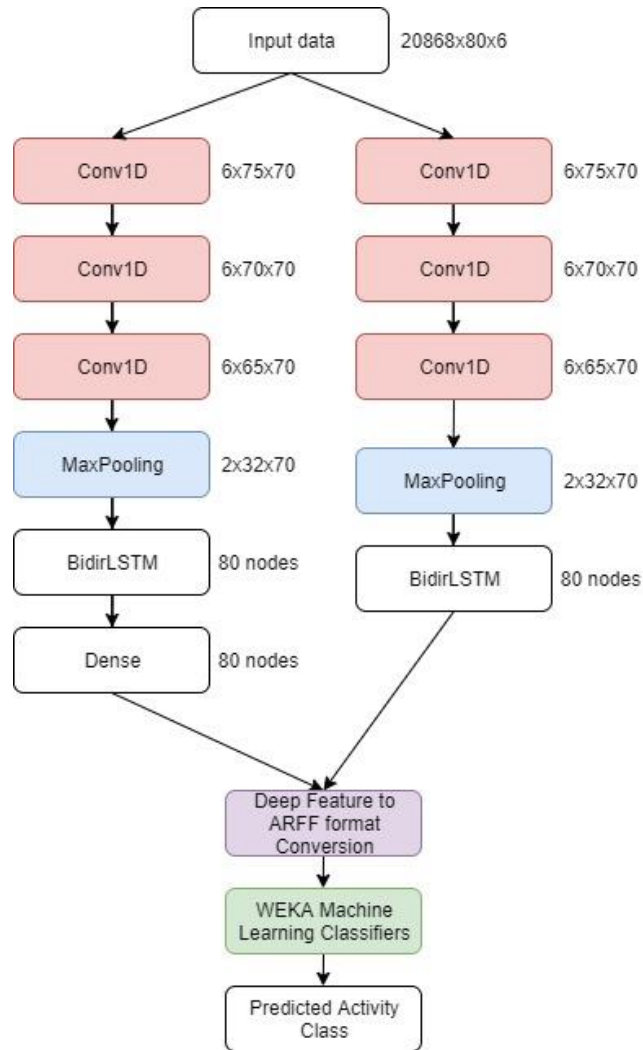 Input data
20868x80x6
Conv1D
6x75x70
Conv1D
6x75x70
Conv1D
6x70x70
Conv1D
6x70x70
Conv1D
6x65x70
Conv1D
6x65x70
MaxPooling
2x32x70
MaxPooling
2x32x70
BidirLSTM
80 nodes
BidirLSTM
80 nodes
Dense
80 nodes
Deep Feature to
ARFF format
Conversion
WEKA Machine
Learning Classifiers
Predicted Activity
Class